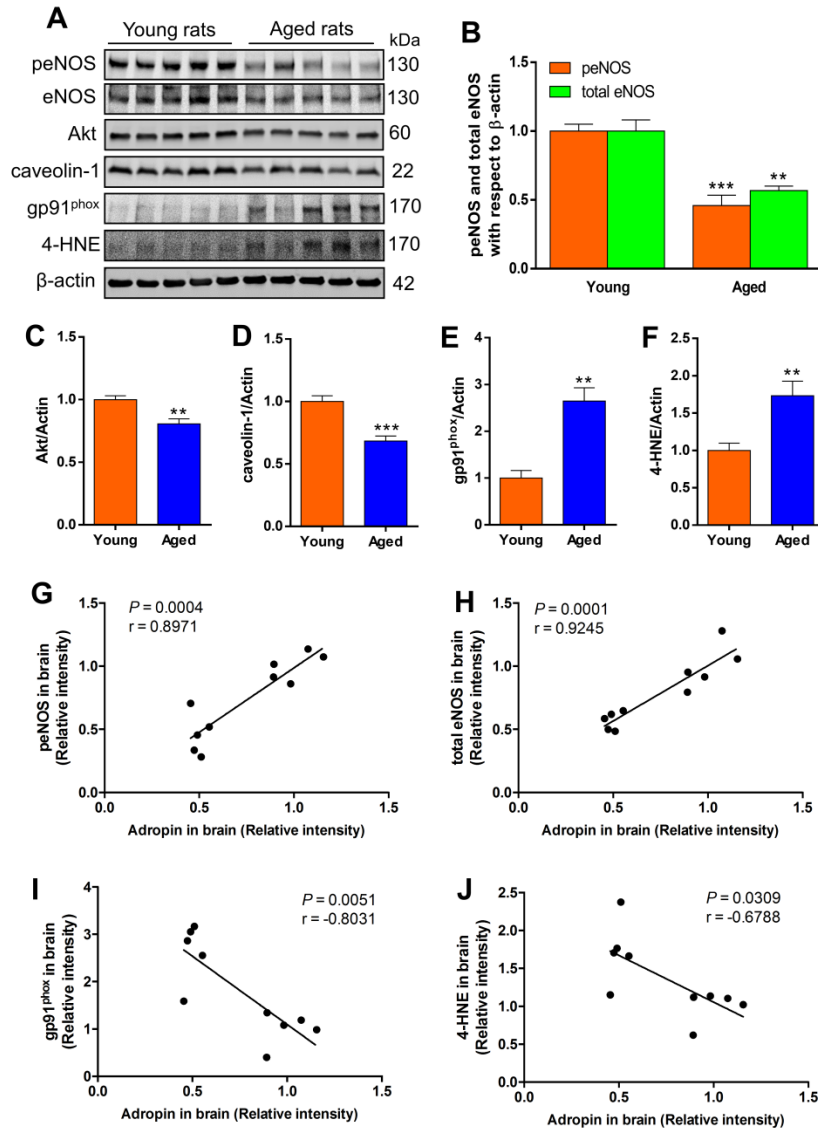 A
Young rats Aged rats kDa
peNOS 130
eNOS 130
Akt 60
caveolin-1 22
gp91phox 170
4-HNE 170
β-actin 42
B
peNOS and total eNOS
with respect to β-actin
peNOS
total eNOS
1.5
1.0
0.5
0.0
*** **
Young Aged
C
Akt/Actin
1.5
1.0
0.5
0.0
**
Young Aged
D
caveolin-1/Actin
1.5
1.0
0.5
0.0
***
Young Aged
E
gp91phox/Actin
4
3
2
1
0
**
Young Aged
F
4-HNE/Actin
2.0
1.5
1.0
0.5
0.0
**
Young Aged
G
P = 0.0004
r = 0.8971
peNOS in brain
(Relative intensity)
1.5
1.0
0.5
0.0
0.0 0.5 1.0 1.5
Adropin in brain (Relative intensity)
H
P = 0.0001
r = 0.9245
total eNOS in brain
(Relative intensity)
1.5
1.0
0.5
0.0
0.0 0.5 1.0 1.5
Adropin in brain (Relative intensity)
I
P = 0.0051
r = -0.8031
gp91phox in brain
(Relative intensity)
4
3
2
1
0
0.0 0.5 1.0 1.5
Adropin in brain (Relative intensity)
J
P = 0.0309
r = -0.6788
4-HNE in brain
(Relative intensity)
2.5
2.0
1.5
1.0
0.5
0.0
0.0 0.5 1.0 1.5
Adropin in brain (Relative intensity)